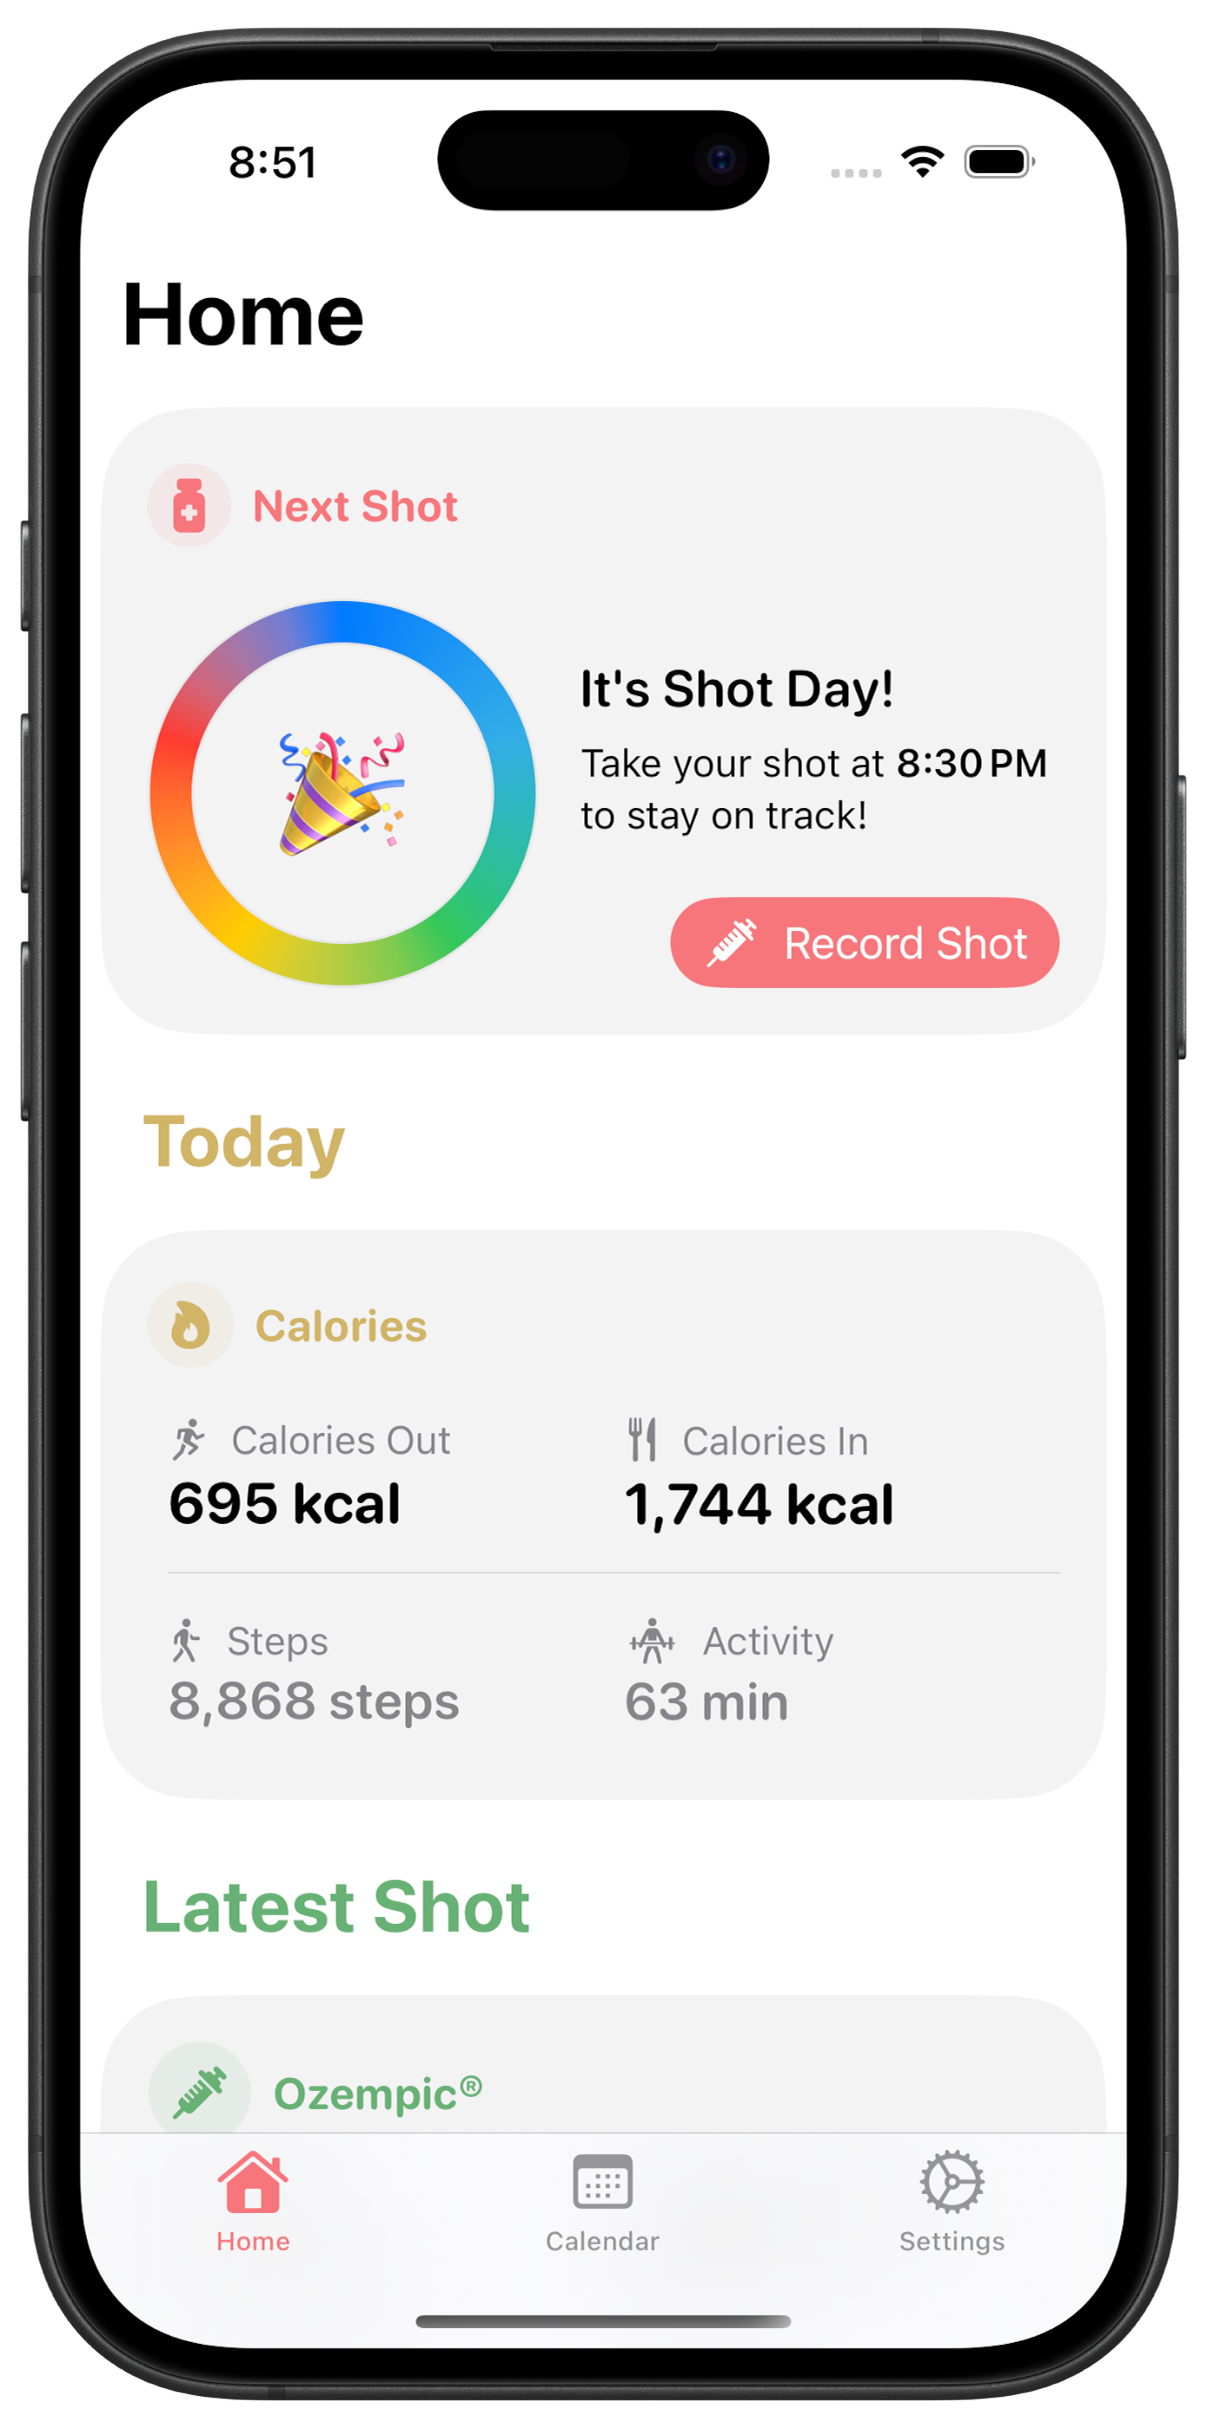 8:51
Home
Next Shot
It's Shot Day!
Take your shot at 8:30 PM
to stay on track!
Record Shot
Today
Calories
Calories Out
695 kcal
Calories In
1,744 kcal
Steps
8,868 steps
Activity
63 min
Latest Shot
Ozempic®
Home
Calendar
Settings